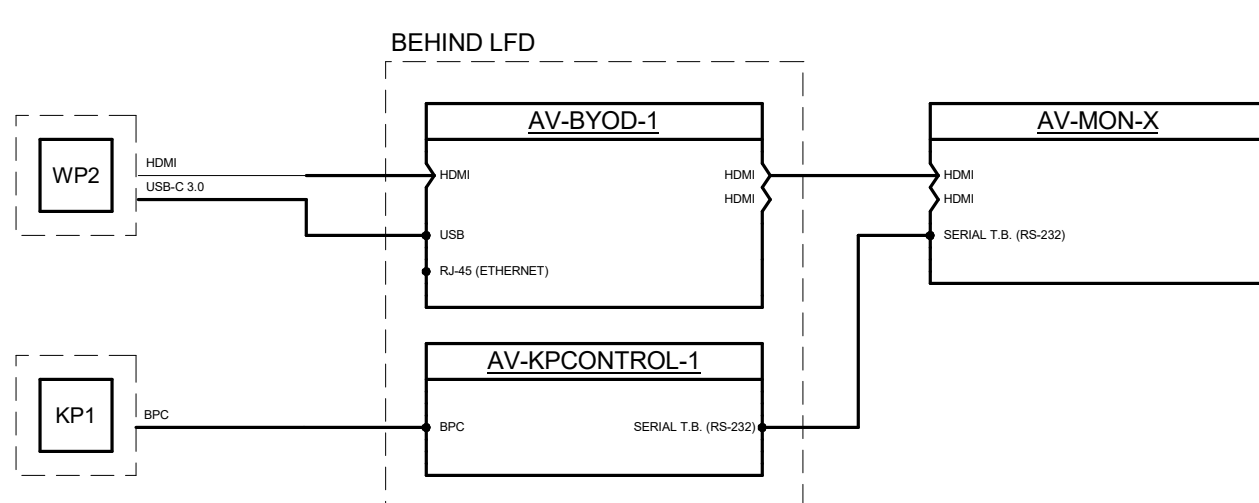 BEHIND LFD
AV-BYOD-1
AV-MON-X
WP2
HDMI
USB-C 3.0
HDMI
USB
RJ-45 (ETHERNET)
HDMI
HDMI
HDMI
HDMI
SERIAL T.B. (RS-232)
AV-KPCONTROL-1
KP1
BPC
BPC
SERIAL T.B. (RS-232)